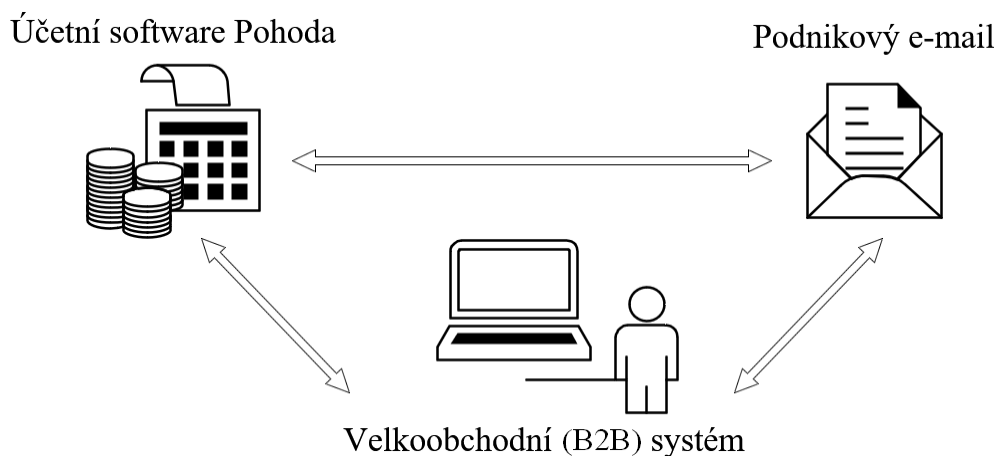 Účetní software Pohoda
Podnikový e-mail
Velkoobchodní (B2B) systém